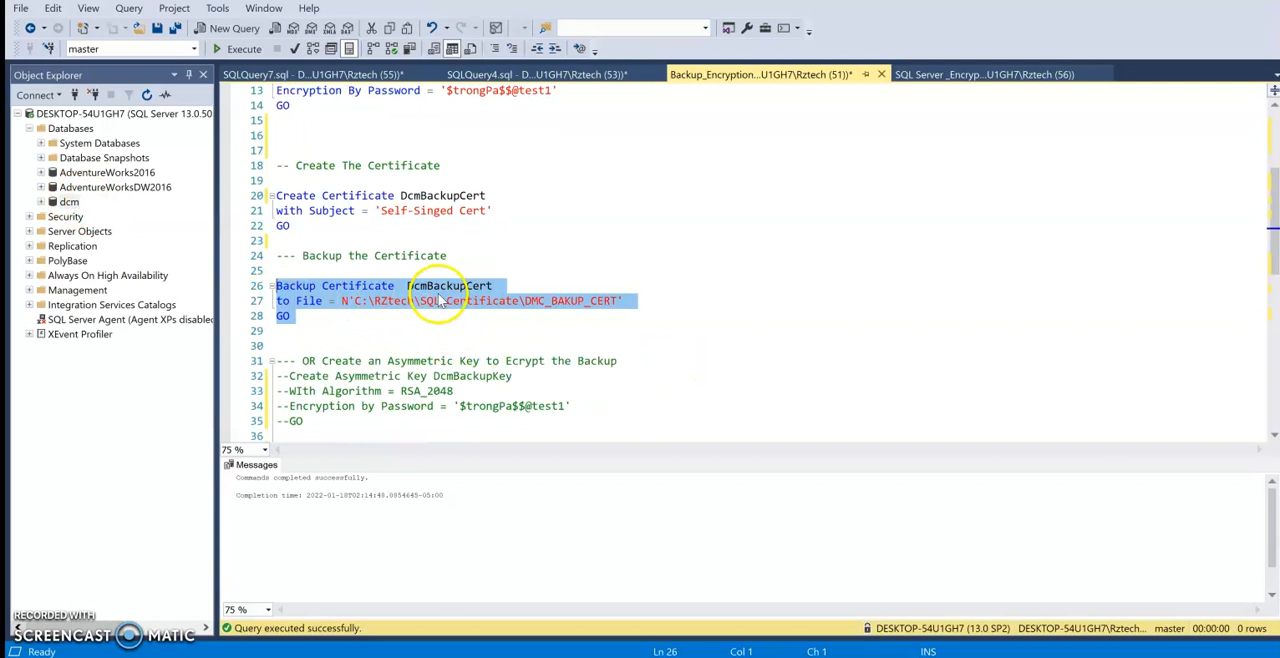 File Edit View Query Project Tools Window Help
New Query
master Execute
Object Explorer
SQLQuery7.sql - D...U1GH7\Rztech (55))* SQLQuery4.sql - D...U1GH7\Rztech (53))* Backup_Encryption...U1GH7\Rztech (51))* SQL Server _Encryp...U1GH7\Rztech (56))
Connect
DESKTOP-54U1GH7 (SQL Server 13.0.50
Databases
System Databases
Database Snapshots
AdventureWorks2016
AdventureWorksDW2016
dcm
Security
Server Objects
Replication
PolyBase
Always On High Availability
Management
Integration Services Catalogs
SQL Server Agent (Agent XPs disabled
XEvent Profiler
13 Encryption By Password = '$trongPa$$@test1'
14 GO
15
16
17
18 -- Create The Certificate
19
20 Create Certificate DcmBackupCert
21 with Subject = 'Self-Singed Cert'
22 GO
23
24 --- Backup the Certificate
25
26 Backup Certificate DcmBackupCert
27 to File = N'C:\RZtech\SQL_Certificate\DMC_BAKUP_CERT'
28 GO
29
30
31 --- OR Create an Asymmetric Key to Ecrypt the Backup
32 --Create Asymmetric Key DcmBackupKey
33 --WIth Algorithm = RSA_2048
34 --Encryption by Password = '$trongPa$$@test1'
35 --GO
36
75 %
Messages
Commands completed successfully.
Completion time: 2022-01-18T02:14:48.0854645-05:00
75 %
RECORDED WITH
SCREENCAST MATIC
Query executed successfully. DESKTOP-54U1GH7 (13.0 SP2) DESKTOP-54U1GH7\Rztech... master 00:00:00 0 rows
Ready Ln 26 Col 1 Ch 1 INS